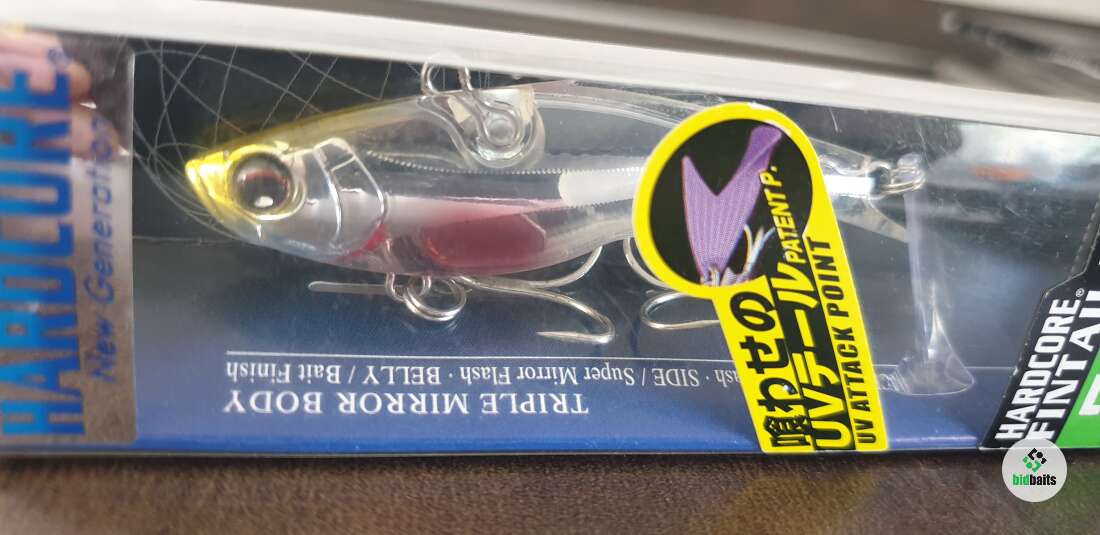 HARDCORE®
New Generation
TRIPLE MIRROR BODY
SIDE / Super Mirror Flash · BELLY / Bait Finish
喰わせの
UVテール PATENT P.
UV ATTACK POINT
HARDCORE®
FINTAIL
bidbaits